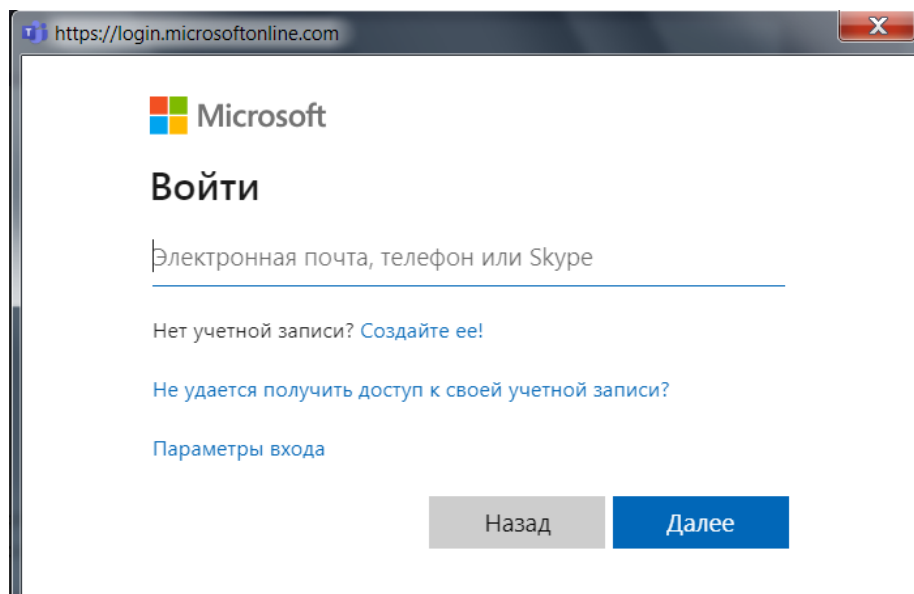 https://login.microsoftonline.com
Microsoft
Войти
Электронная почта, телефон или Skype
Нет учетной записи? Создайте ее!
Не удается получить доступ к своей учетной записи?
Параметры входа
Назад Далее